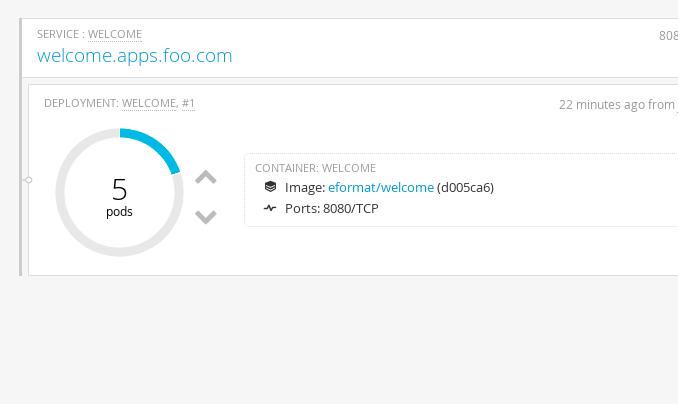 SERVICE : WELCOME
808
welcome.apps.foo.com
DEPLOYMENT: WELCOME, #1
22 minutes ago from
5
pods
CONTAINER: WELCOME
Image: eformat/welcome (d005ca6)
Ports: 8080/TCP